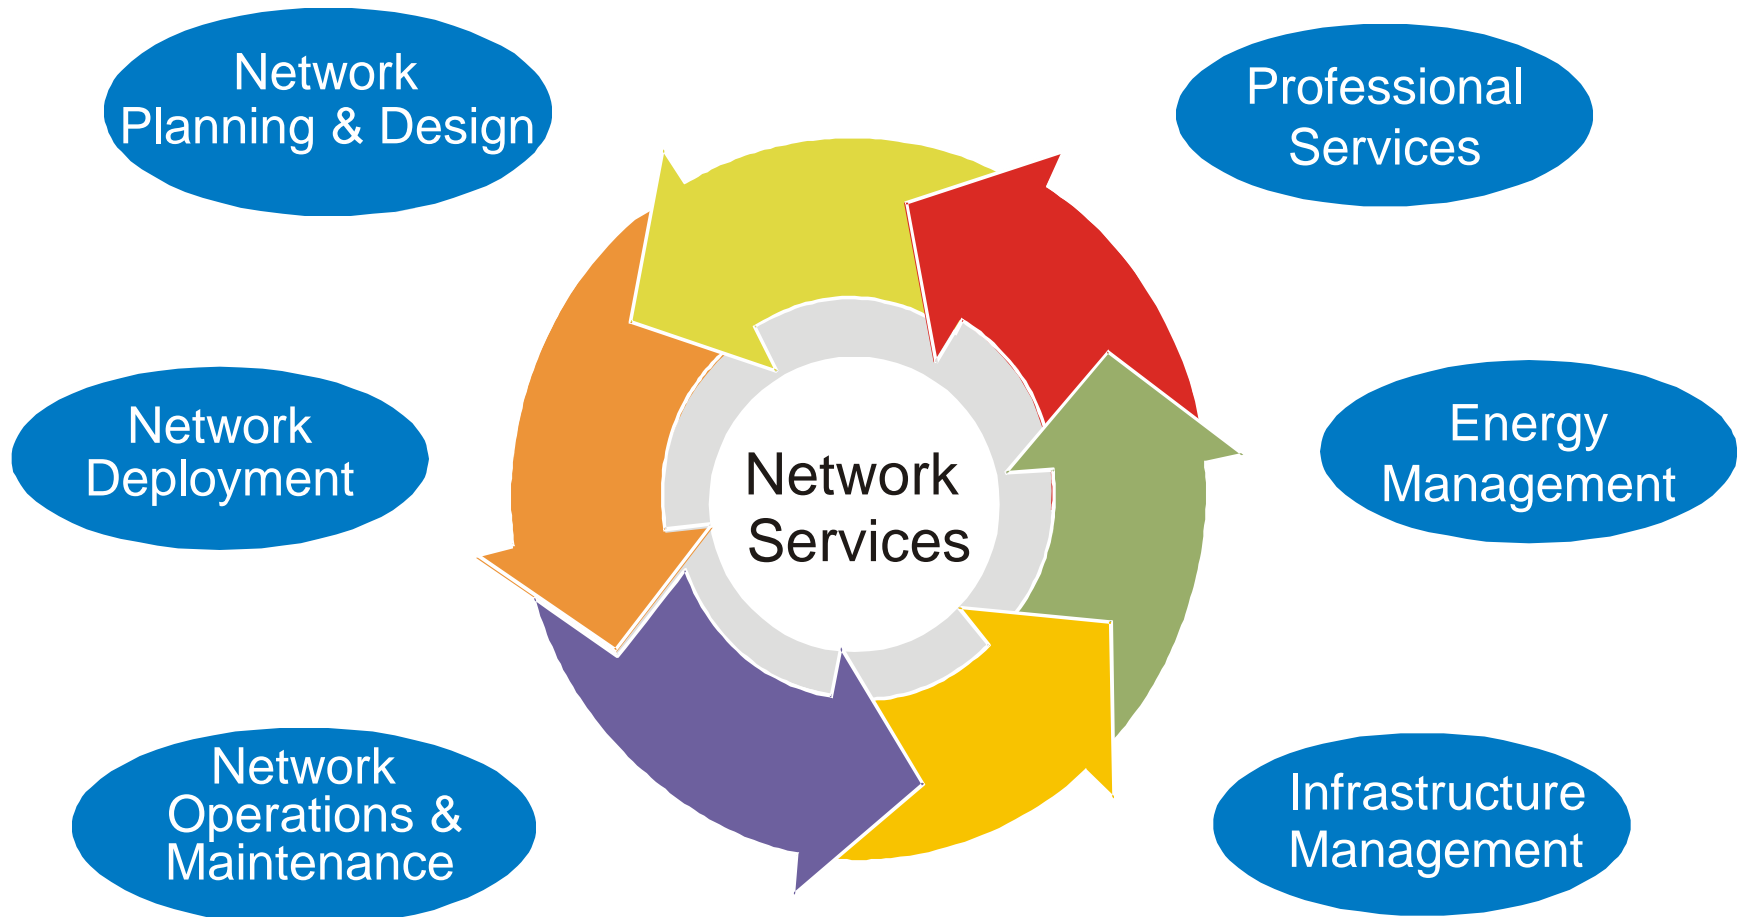 Network
Planning & Design
Professional
Services
Network
Deployment
Network
Services
Energy
Management
Network
Operations &
Maintenance
Infrastructure
Management